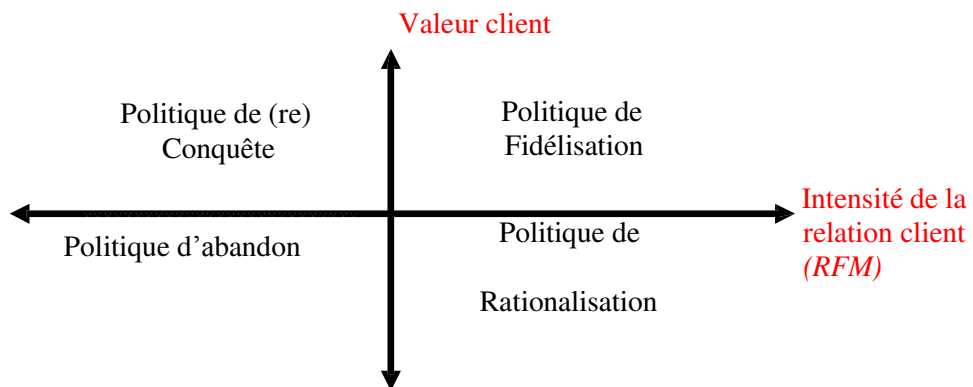 Valeur client
Politique de (re)
Conquête
Politique de
Fidélisation
Intensité de la
relation client
(RFM)
Politique d’abandon
Politique de
Rationalisation